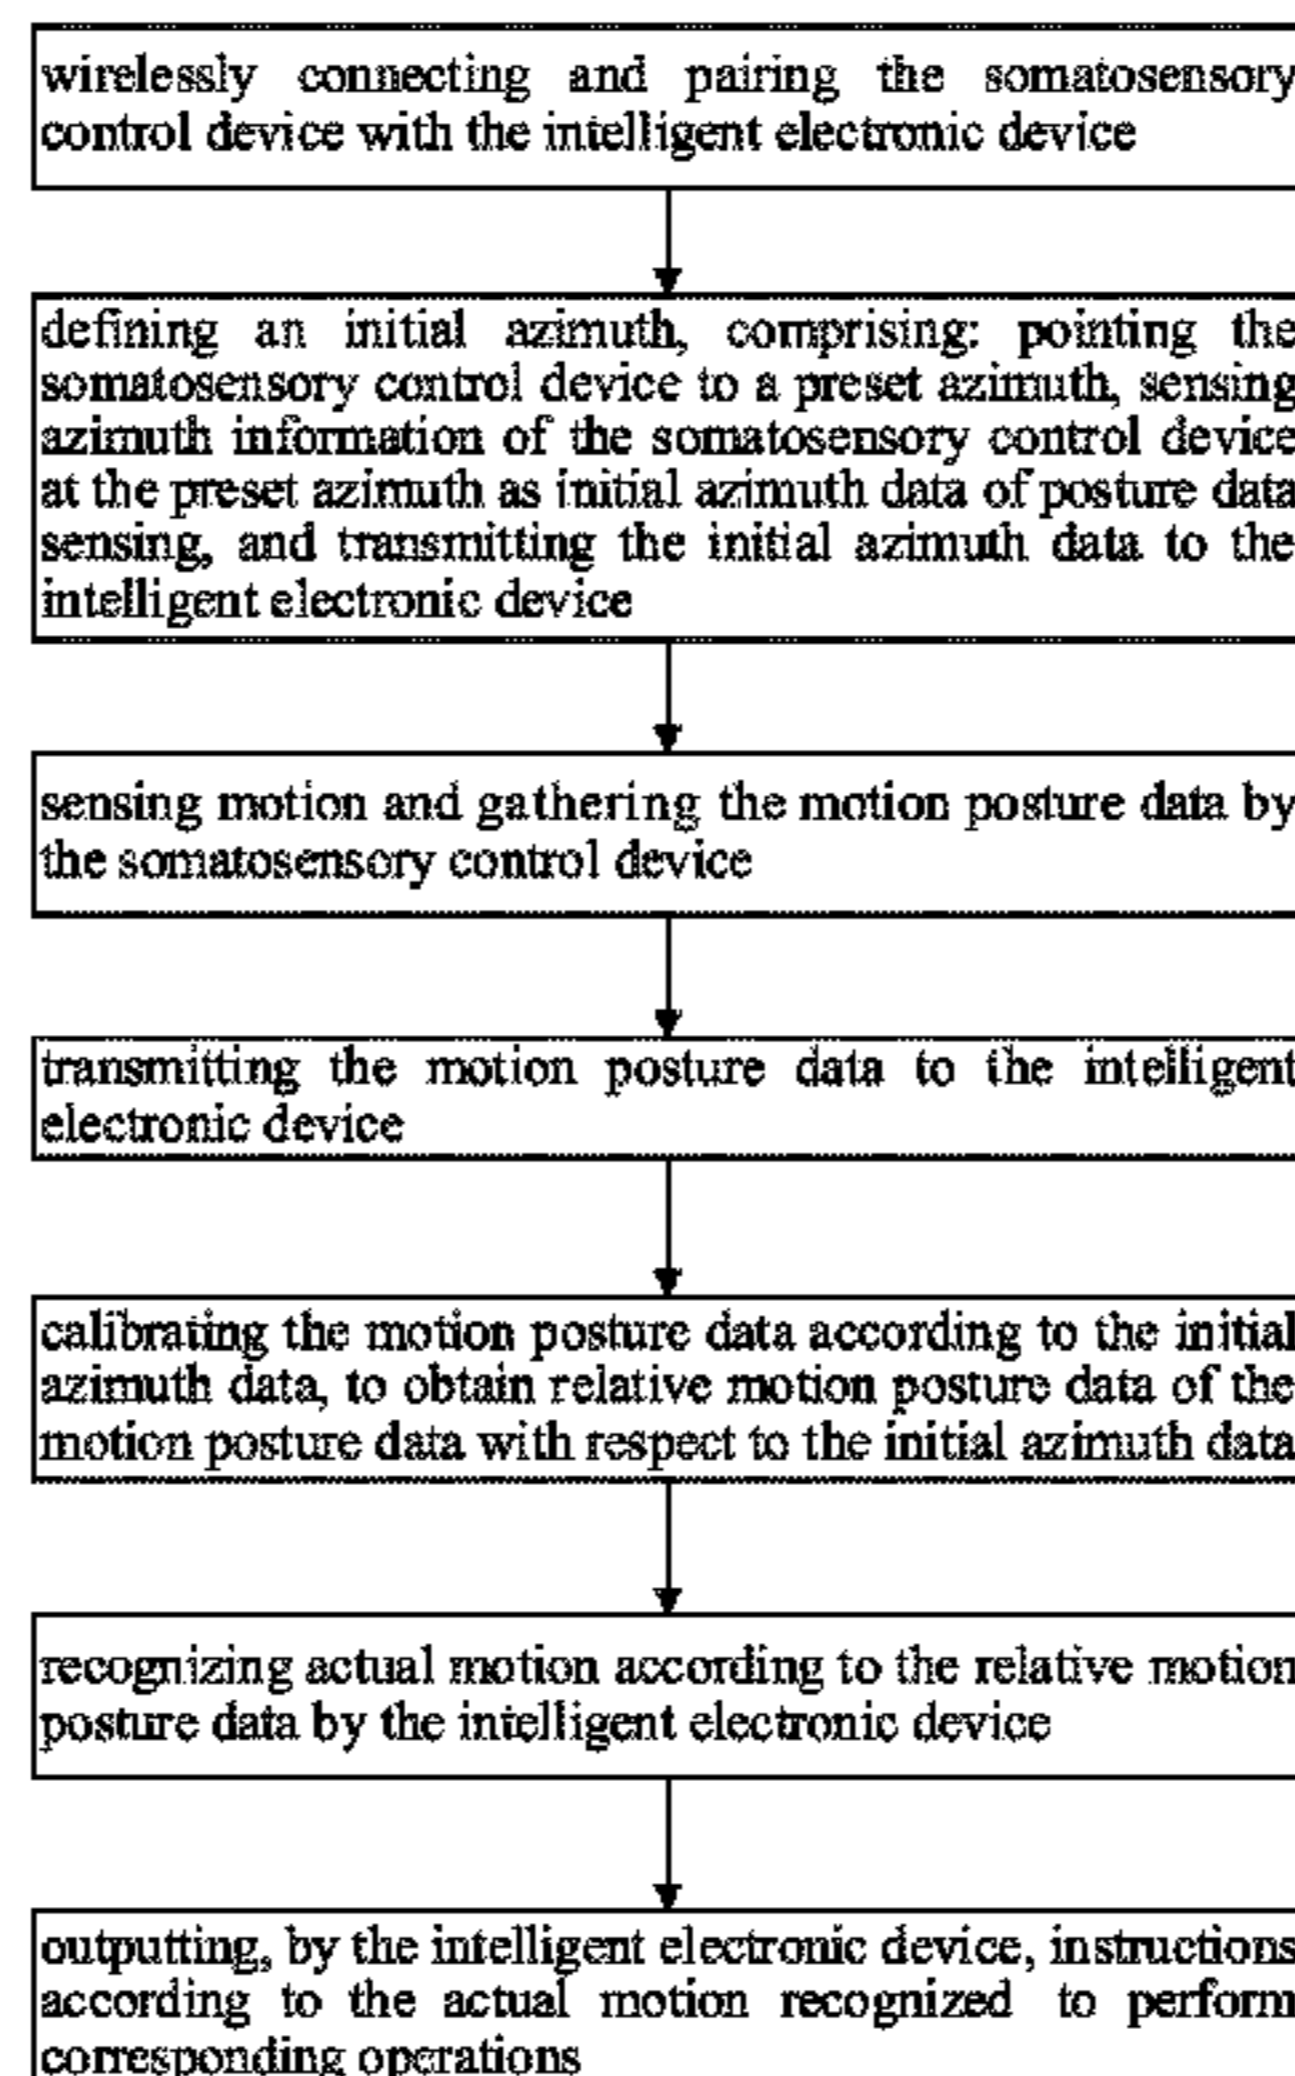 wirelessly connecting and pairing the somatosensory
control device with the intelligent electronic device
defining an initial azimuth, comprising: pointing the
somatosensory control device to a preset azimuth, sensing
azimuth information of the somatosensory control device
at the preset azimuth as initial azimuth data of posture data
sensing, and transmitting the initial azimuth data to the
intelligent electronic device
sensing motion and gathering the motion posture data by
the somatosensory control device
transmitting the motion posture data to the intelligent
electronic device
calibrating the motion posture data according to the initial
azimuth data, to obtain relative motion posture data of the
motion posture data with respect to the initial azimuth data
recognizing actual motion according to the relative motion
posture data by the intelligent electronic device
outputting, by the intelligent electronic device, instructions
according to the actual motion recognized to perform
corresponding operations